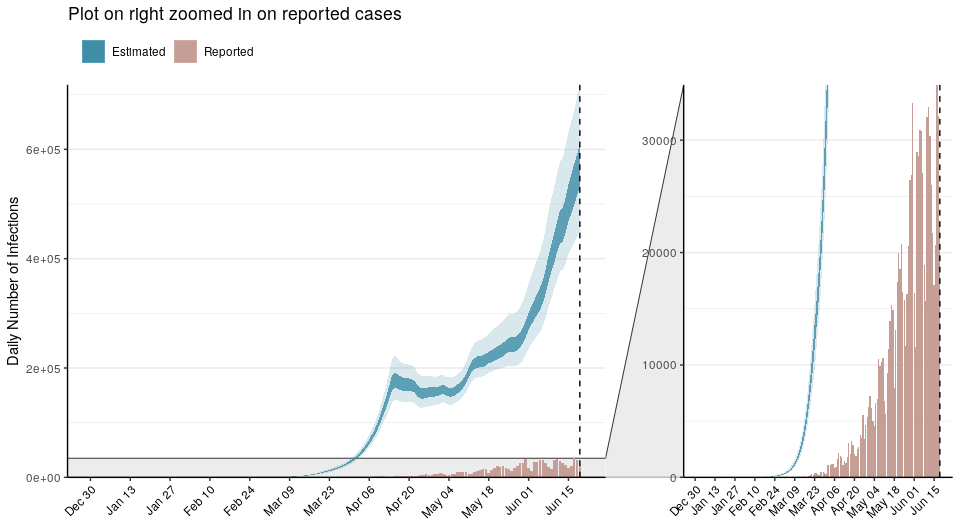 Plot on right zoomed in on reported cases
Estimated Reported
Daily Number of Infections
6e+05
4e+05
2e+05
0e+00
Dec 30 Jan 13 Jan 27 Feb 10 Feb 24 Mar 09 Mar 23 Apr 06 Apr 20 May 04 May 18 Jun 01 Jun 15
30000
20000
10000
0
Dec 30 Jan 13 Jan 27 Feb 10 Feb 24 Mar 09 Mar 23 Apr 06 Apr 20 May 04 May 18 Jun 01 Jun 15